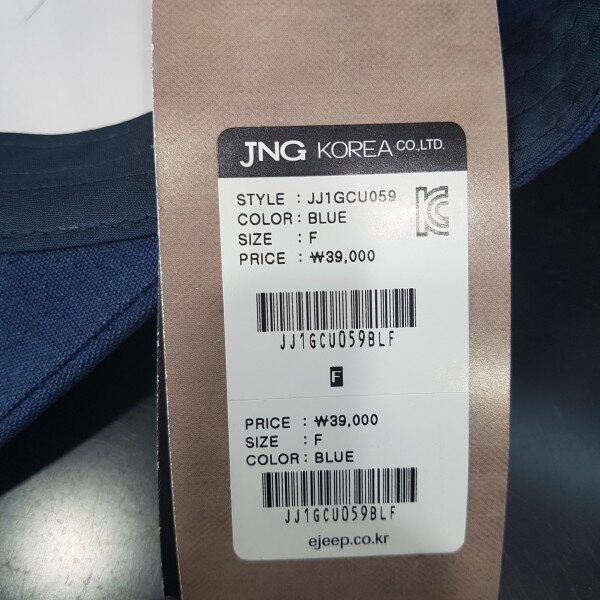 JNG KOREA CO.,LTD.
STYLE : JJ1GCU059
COLOR : BLUE
SIZE : F
PRICE : ₩39,000
JJ1GCU059BLF
F
PRICE : ₩39,000
SIZE : F
COLOR : BLUE
JJ1GCU059BLF
ejeep.co.kr